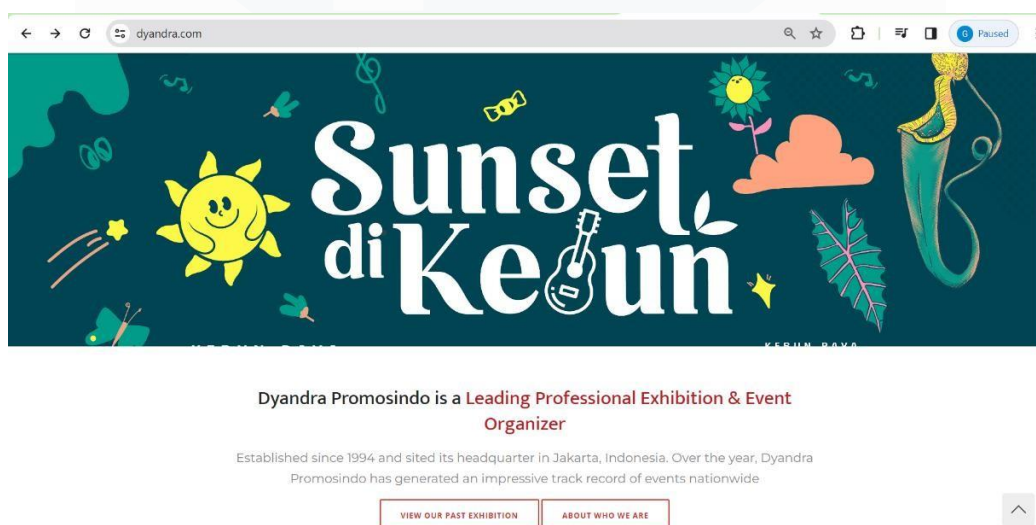 dyandra.com
G Paused
Sunset
di Kebun
KEBUN RAYA
Dyandra Promosindo is a Leading Professional Exhibition & Event
Organizer
Established since 1994 and sited its headquarter in Jakarta, Indonesia. Over the year, Dyandra
Promosindo has generated an impressive track record of events nationwide
VIEW OUR PAST EXHIBITION
ABOUT WHO WE ARE